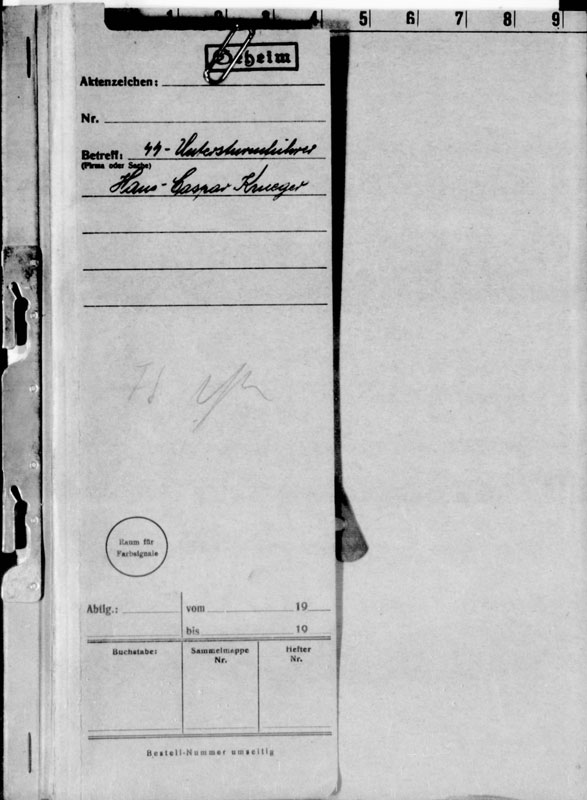 1 2 3 4 5 6 7 8 9
Geheim
Aktenzeichen:
Nr.
Betreff: SS-Untersturmführer
(Firma oder Sache)
Hans-Caspar Krueger
Raum für
Farbsignale
Abtlg.: vom 19
bis 19
Buchstabe: Sammelmappe Nr. Hefter Nr.
Bestell-Nummer umseitig